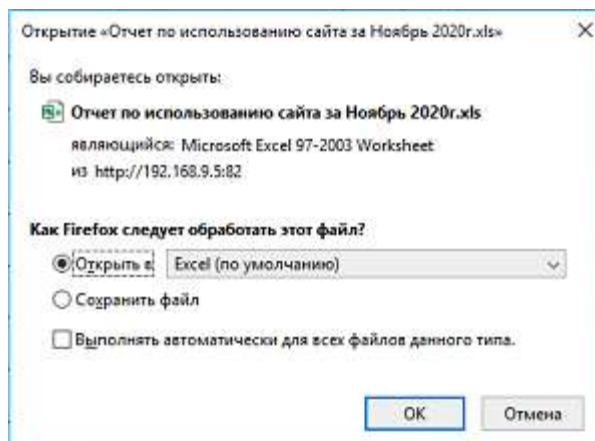 Открытие «Отчет по использованию сайта за Ноябрь 2020г.xls»
Вы собираетесь открыть:
Отчет по использованию сайта за Ноябрь 2020г.xls
являющийся: Microsoft Excel 97-2003 Worksheet
из http://192.168.9.5:82
Как Firefox следует обработать этот файл?
Открыть в Excel (по умолчанию)
Сохранить файл
Выполнять автоматически для всех файлов данного типа.
ОК Отмена